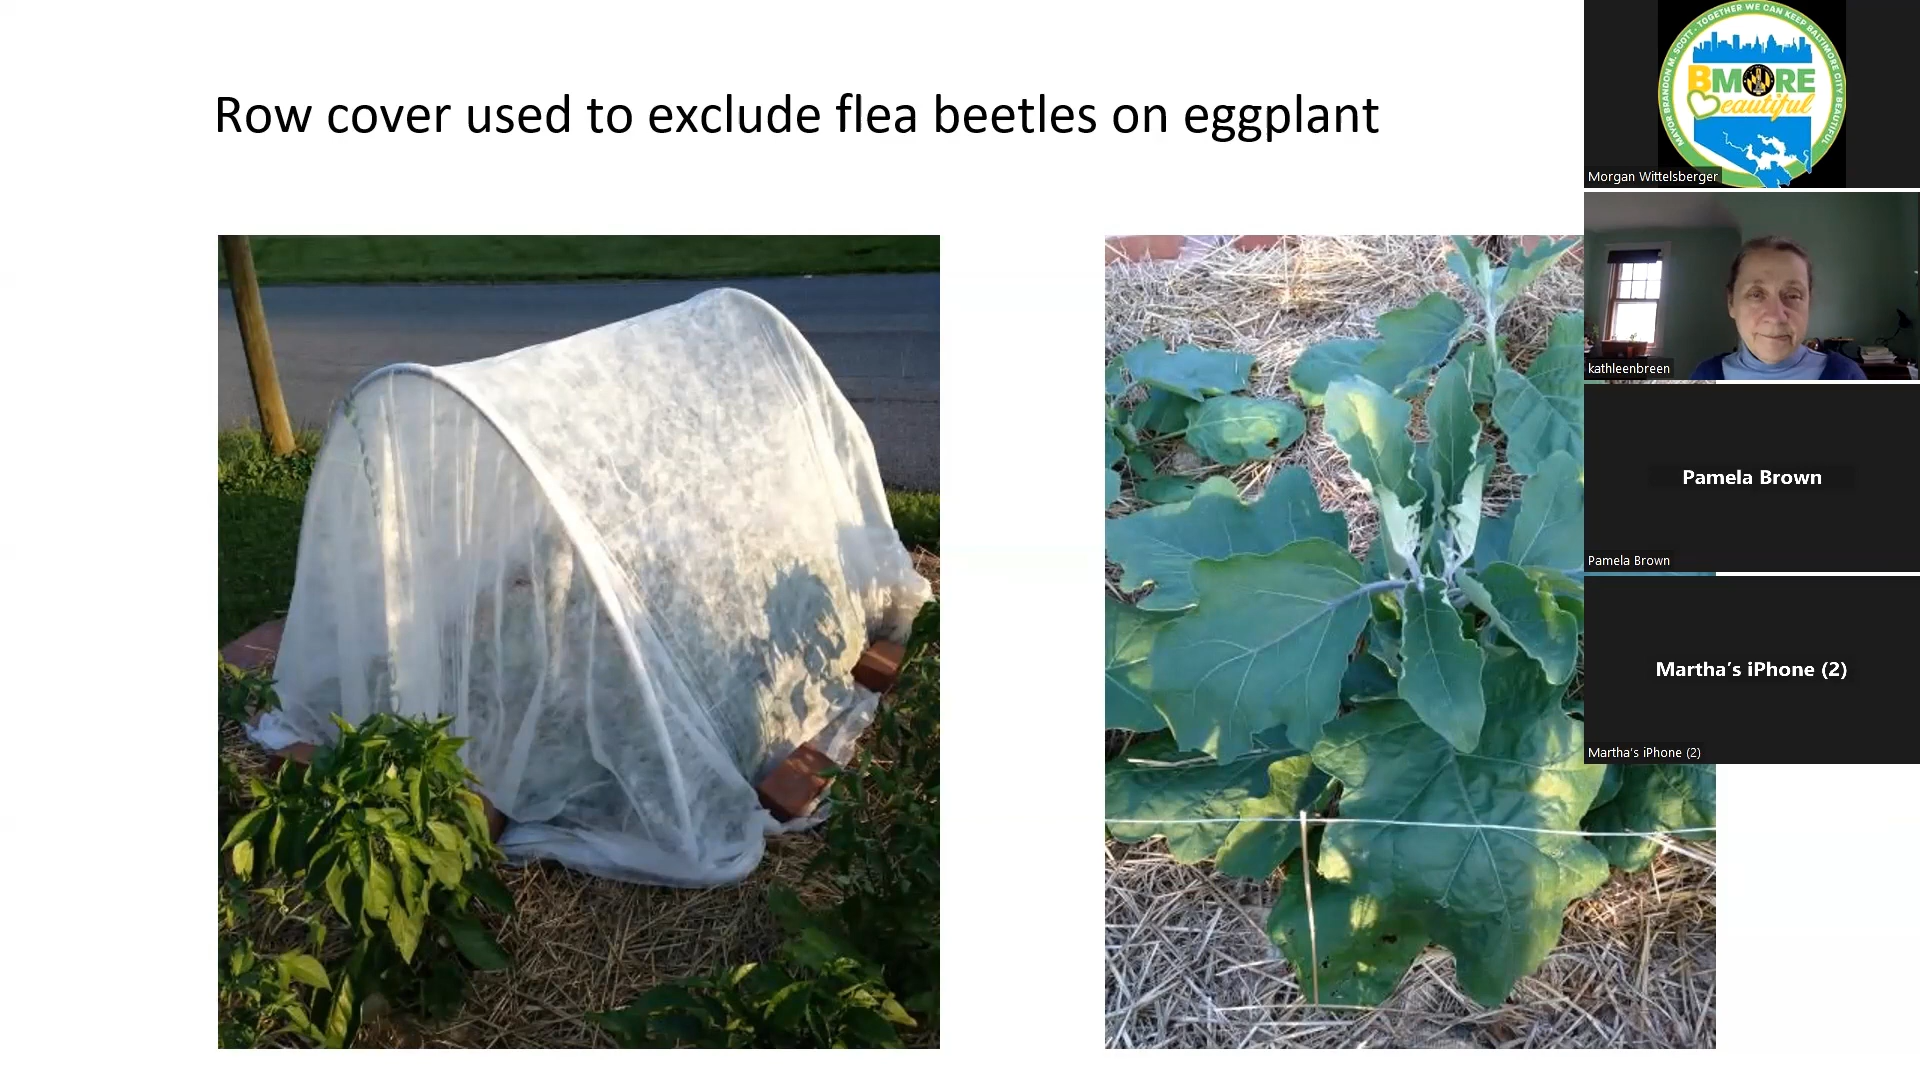 Row cover used to exclude flea beetles on eggplant
MAYOR BRANDON M. SCOTT · TOGETHER WE CAN KEEP BALTIMORE CITY BEAUTIFUL
BMORE
Beautiful
Morgan Wittelsberger
kathleenbreen
Pamela Brown
Pamela Brown
Martha's iPhone (2)
Martha's iPhone (2)